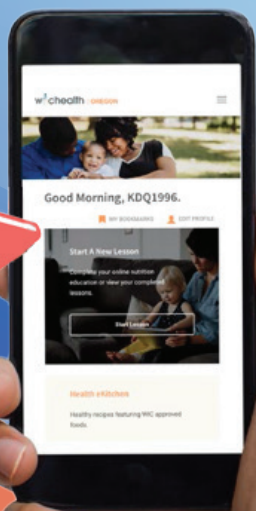 wichealth OREGON
Good Morning, KDQ1996.
MY BOOKMARKS EDIT PROFILE
Start A New Lesson
Complete your online nutrition
education or view your completed
lessons.
Start Lesson
Health eKitchen
Healthy recipes featuring WIC approved
foods.